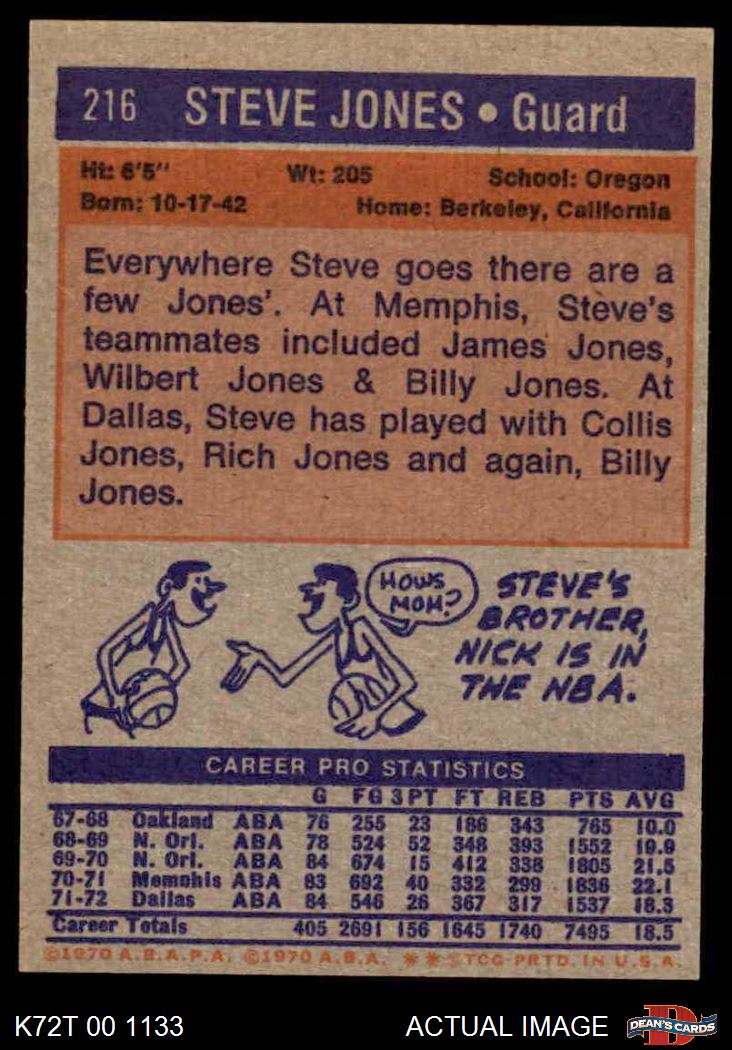 216 STEVE JONES • Guard
Ht: 6'5" Wt: 205 School: Oregon
Born: 10-17-42 Home: Berkeley, California
Everywhere Steve goes there are a
few Jones'. At Memphis, Steve's
teammates included James Jones,
Wilbert Jones & Billy Jones. At
Dallas, Steve has played with Collis
Jones, Rich Jones and again, Billy
Jones.
HOWS
MOM?
STEVE'S
BROTHER,
NICK IS IN
THE NBA.
CAREER PRO STATISTICS
G FG 3PT FT REB PTS AVG
67-68 Oakland ABA 76 255 23 186 343 765 10.0
68-69 N. Orl. ABA 78 524 52 348 393 1552 19.9
69-70 N. Orl. ABA 84 674 15 412 338 1805 21.5
70-71 Memphis ABA 83 692 40 332 299 1836 22.1
71-72 Dallas ABA 84 546 26 367 317 1537 18.3
Career Totals 405 2691 156 1645 1740 7495 18.5
©1970 A.B.A.P.A. ©1970 A.B.A. ✱✱©TCG-PRTD. IN U.S.A.
K72T 00 1133 ACTUAL IMAGE D DEAN'S CARDS